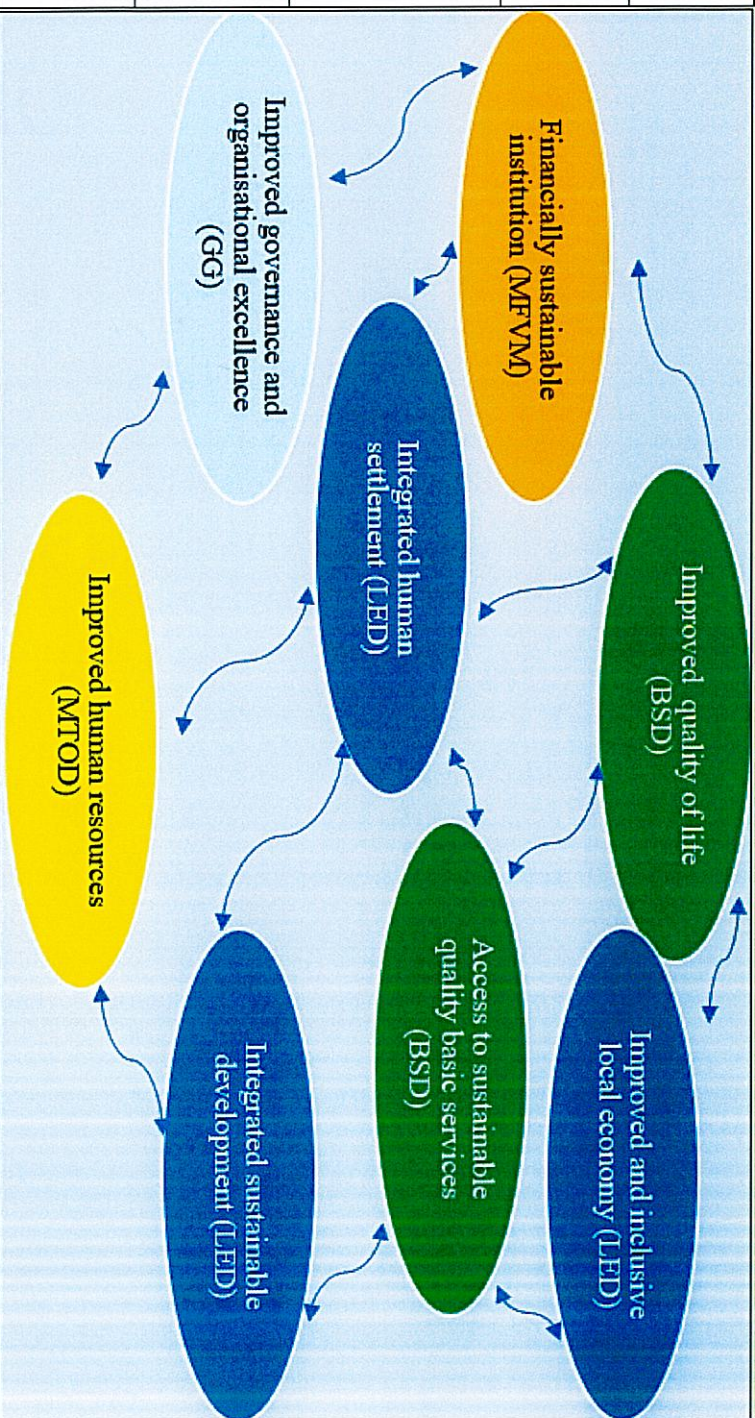 Improved quality of life
(BSD)
Improved and inclusive
local economy (LED)
Financially sustainable
institution (MFVM)
Access to sustainable
quality basic services
(BSD)
Integrated human
settlement (LED)
Improved governance and
organisational excellence
(GG)
Integrated sustainable
development (LED)
Improved human resources
(MTOD)